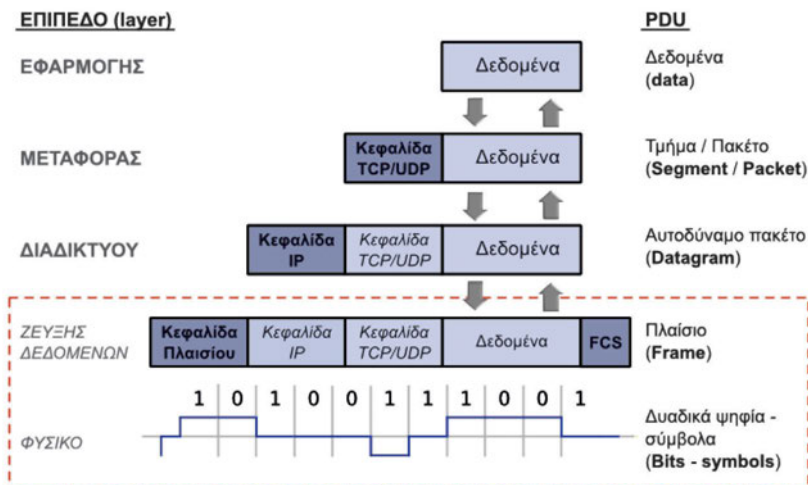 ΕΠΙΠΕΔΟ (layer)
PDU
ΕΦΑΡΜΟΓΗΣ
Δεδομένα
Δεδομένα
(data)
ΜΕΤΑΦΟΡΑΣ
Κεφαλίδα
TCP/UDP
Δεδομένα
Τμήμα / Πακέτο
(Segment / Packet)
ΔΙΑΔΙΚΤΥΟΥ
Κεφαλίδα
IP
Κεφαλίδα
TCP/UDP
Δεδομένα
Αυτοδύναμο πακέτο
(Datagram)
ΖΕΥΞΗΣ
ΔΕΔΟΜΕΝΩΝ
Κεφαλίδα
Πλαισίου
Κεφαλίδα
IP
Κεφαλίδα
TCP/UDP
Δεδομένα
FCS
Πλαίσιο
(Frame)
1 0 1 0 0 1 1 1 0 0 1
ΦΥΣΙΚΟ
Δυαδικά ψηφία -
σύμβολα
(Bits - symbols)